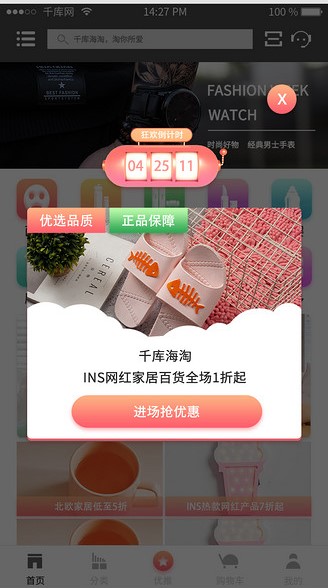 千库网
14:27 PM
100 %
千库海淘，淘你所爱
BEST FASHION
FASHION WEEK
WATCH
X
时尚好物 经典男士手表
狂欢倒计时
04 25 11
优选品质
正品保障
CEREAL
千库海淘
INS网红家居百货全场1折起
进场抢优惠
北欧家居低至5折
INS热款网红产品7折起
首页
分类
优推
购物车
我的